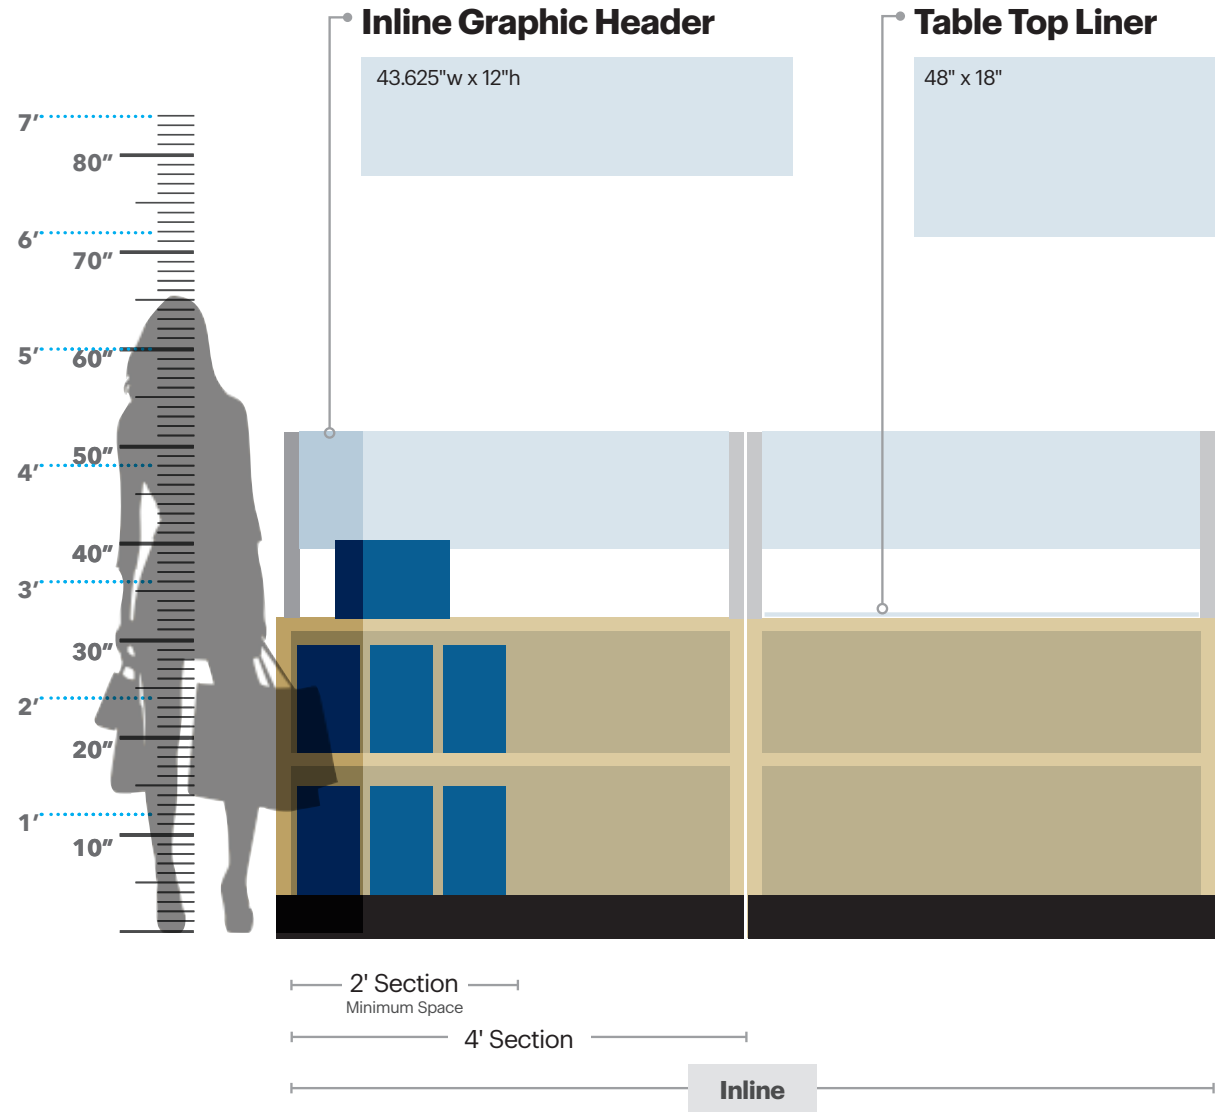 Inline Graphic Header
43.625"w x 12"h
Table Top Liner
48" x 18"
7′
80″
6′
70″
5′
60″
50″
4′
40″
3′
30″
2′
20″
1′
10″
2' Section
Minimum Space
4' Section
Inline